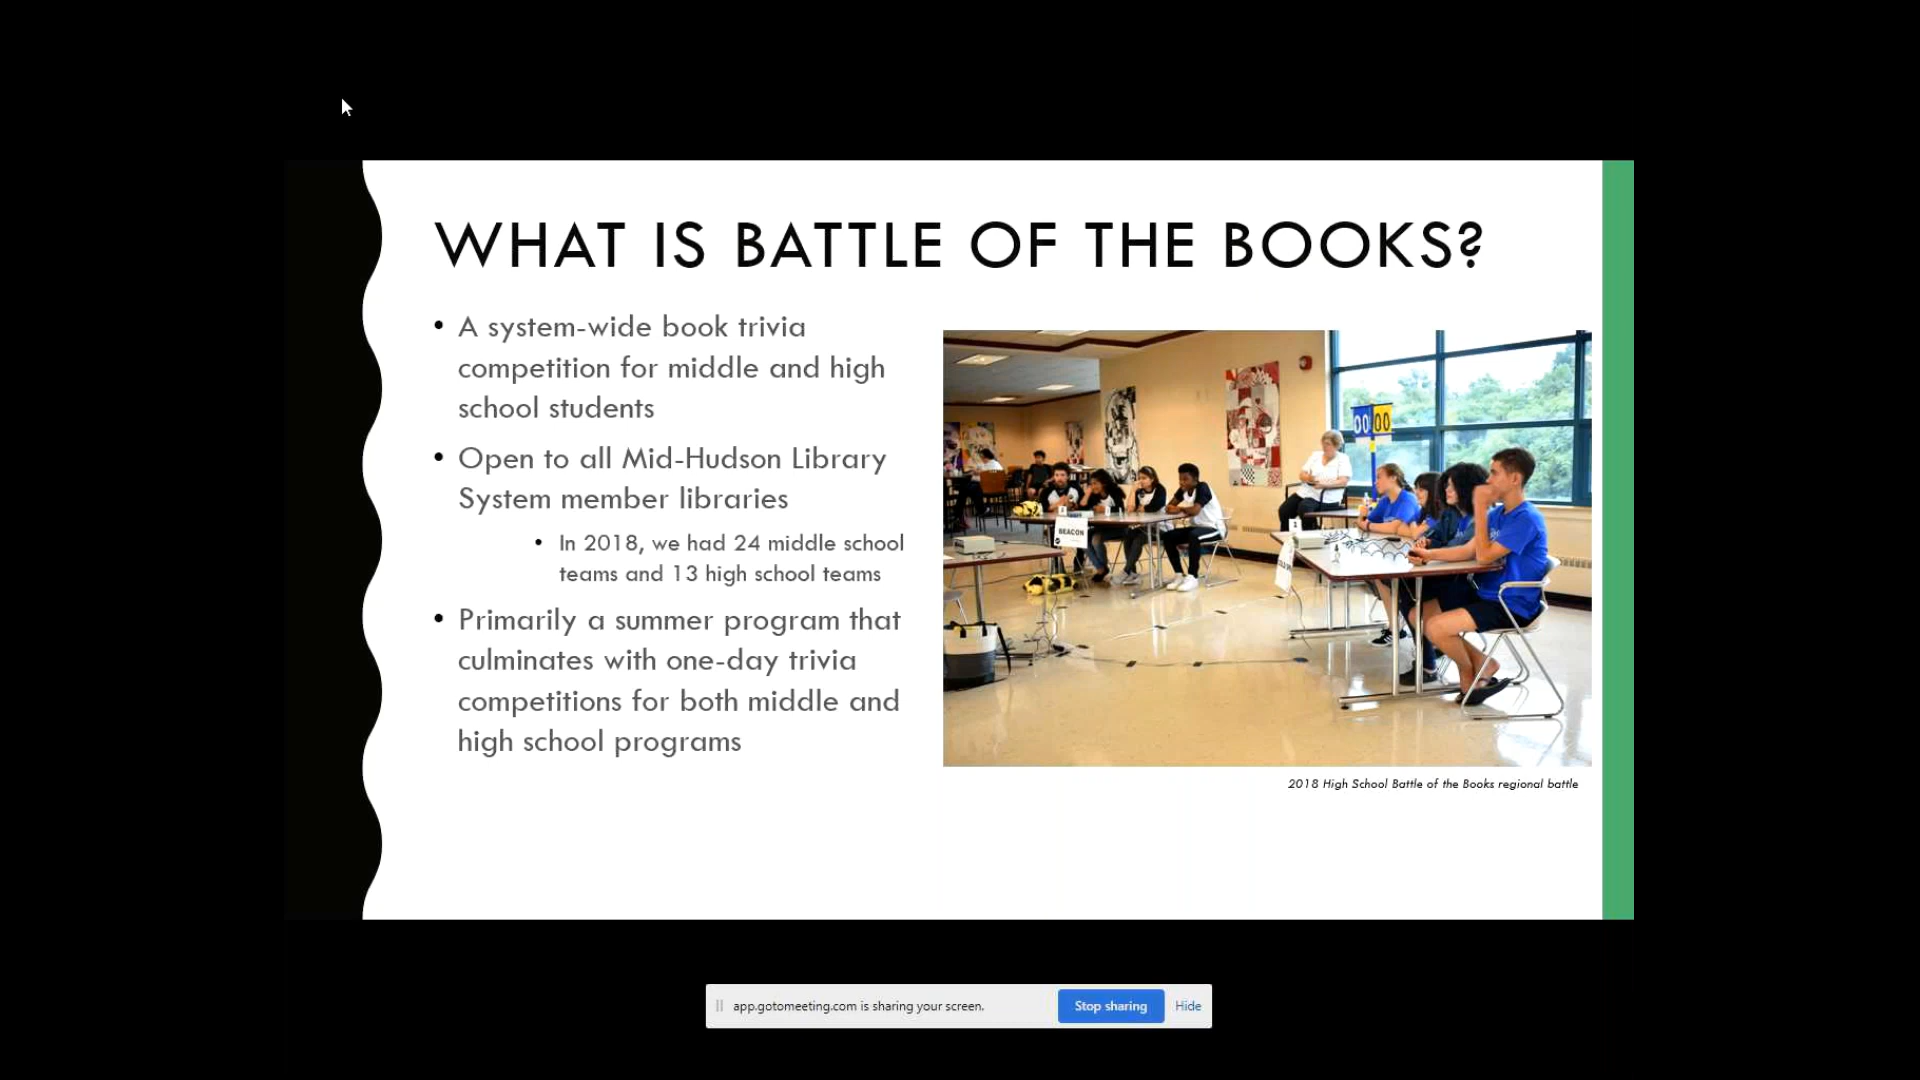 WHAT IS BATTLE OF THE BOOKS?
• A system-wide book trivia
competition for middle and high
school students
• Open to all Mid-Hudson Library
System member libraries
• In 2018, we had 24 middle school
teams and 13 high school teams
• Primarily a summer program that
culminates with one-day trivia
competitions for both middle and
high school programs
00 00
BEACON
2018 High School Battle of the Books regional battle
app.gotomeeting.com is sharing your screen.
Stop sharing
Hide